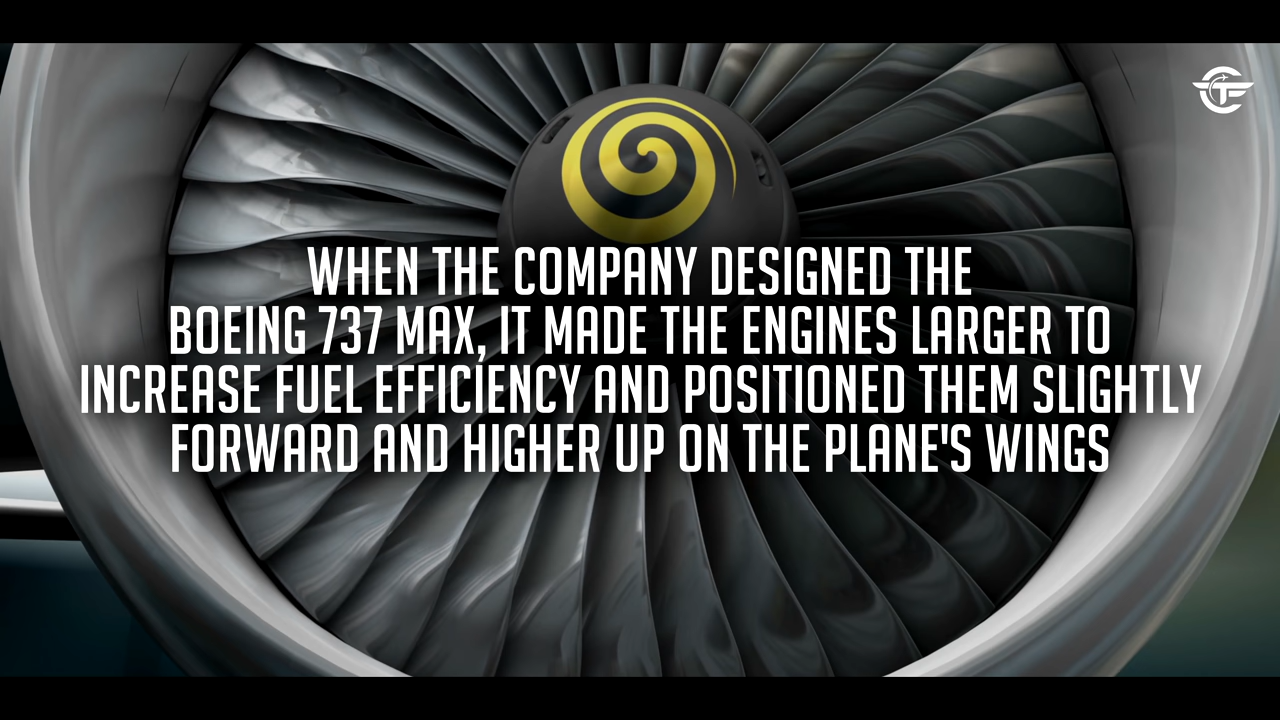 WHEN THE COMPANY DESIGNED THE
BOEING 737 MAX, IT MADE THE ENGINES LARGER TO
INCREASE FUEL EFFICIENCY AND POSITIONED THEM SLIGHTLY
FORWARD AND HIGHER UP ON THE PLANE'S WINGS